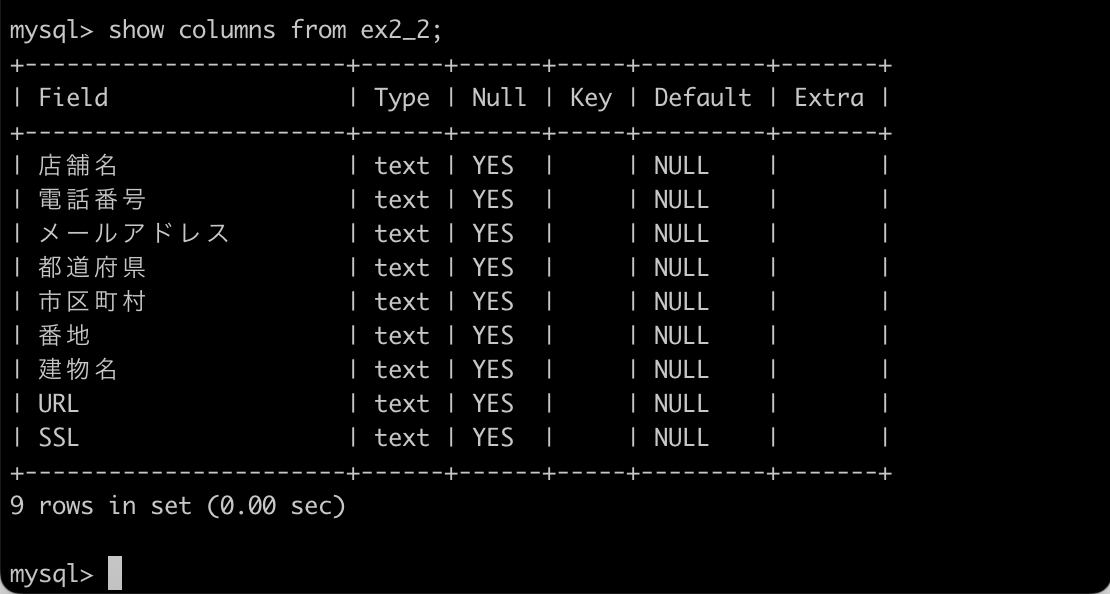 mysql> show columns from ex2_2;
+-----------------------+------+------+-----+---------+-------+
| Field                 | Type | Null | Key | Default | Extra |
+-----------------------+------+------+-----+---------+-------+
| 店舗名                | text | YES  |     | NULL    |       |
| 電話番号              | text | YES  |     | NULL    |       |
| メールアドレス        | text | YES  |     | NULL    |       |
| 都道府県              | text | YES  |     | NULL    |       |
| 市区町村              | text | YES  |     | NULL    |       |
| 番地                  | text | YES  |     | NULL    |       |
| 建物名                | text | YES  |     | NULL    |       |
| URL                   | text | YES  |     | NULL    |       |
| SSL                   | text | YES  |     | NULL    |       |
+-----------------------+------+------+-----+---------+-------+
9 rows in set (0.00 sec)
mysql>